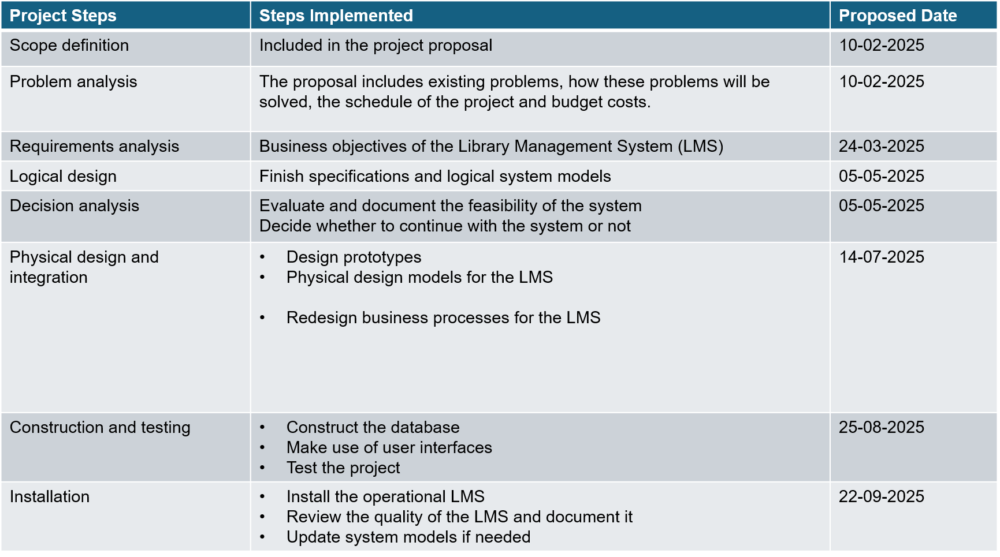 Project Steps Steps Implemented Proposed Date
Scope definition Included in the project proposal 10-02-2025
Problem analysis The proposal includes existing problems, how these problems will be 10-02-2025
solved, the schedule of the project and budget costs.
Requirements analysis Business objectives of the Library Management System (LMS) 24-03-2025
Logical design Finish specifications and logical system models 05-05-2025
Decision analysis Evaluate and document the feasibility of the system 05-05-2025
Decide whether to continue with the system or not
Physical design and • Design prototypes 14-07-2025
integration • Physical design models for the LMS
• Redesign business processes for the LMS
Construction and testing • Construct the database 25-08-2025
• Make use of user interfaces
• Test the project
Installation • Install the operational LMS 22-09-2025
• Review the quality of the LMS and document it
• Update system models if needed